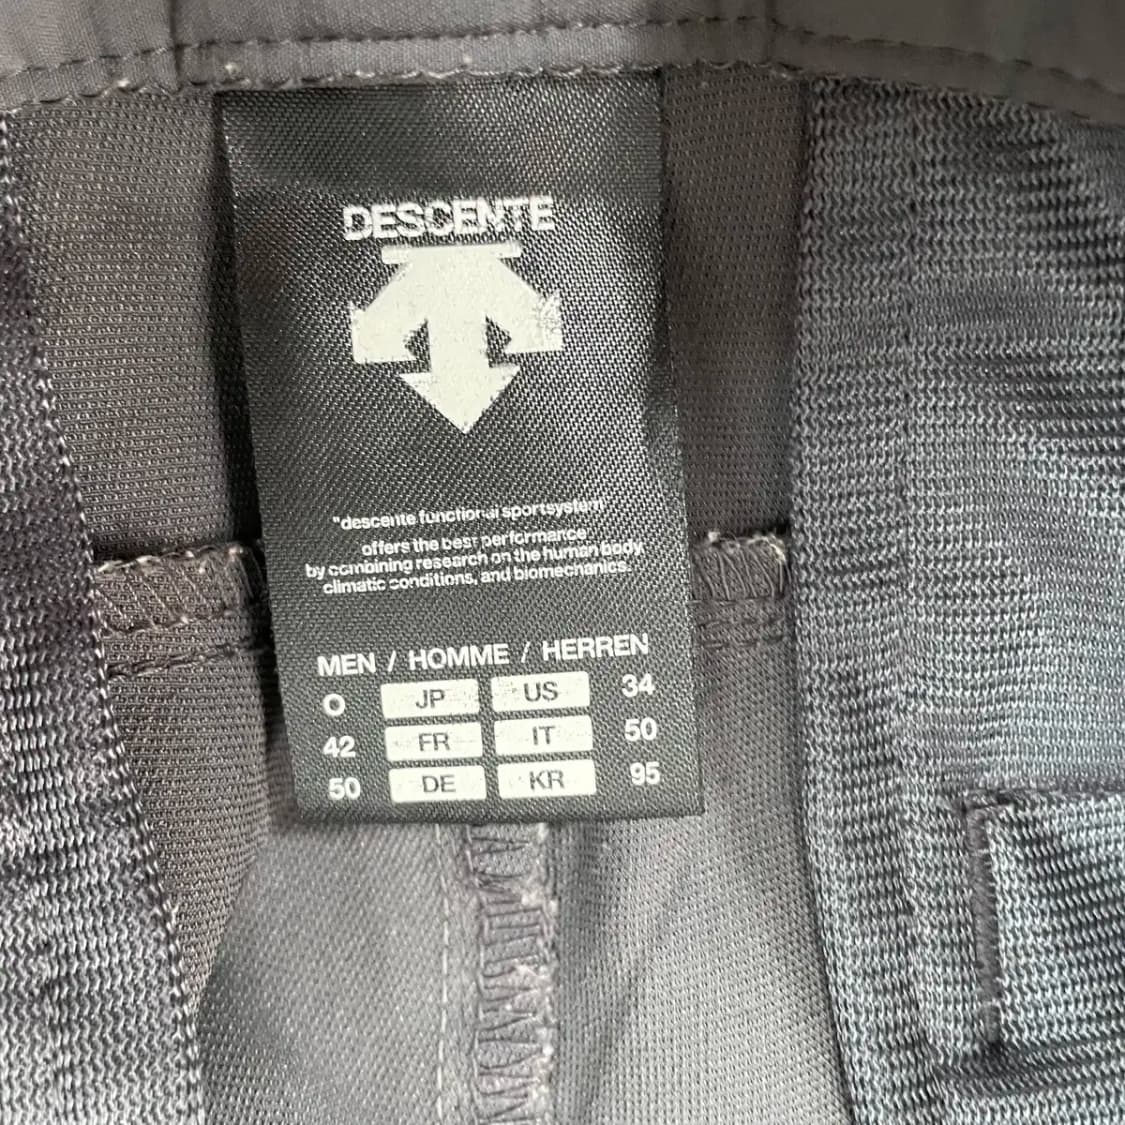 DESCENTE
"descente functional sportsystem"
offers the best performance
by combining research on the human body,
climatic conditions, and biomechanics.
MEN / HOMME / HERREN
O JP US 34
42 FR IT 50
50 DE KR 95